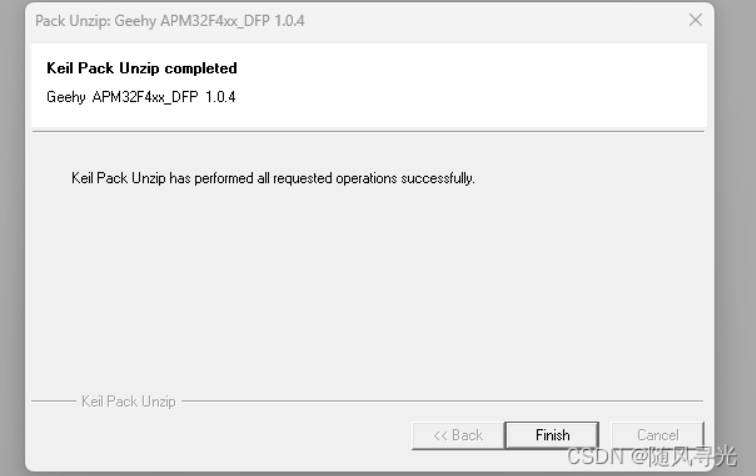 Pack Unzip: Geehy APM32F4xx_DFP 1.0.4
Keil Pack Unzip completed
Geehy APM32F4xx_DFP 1.0.4
Keil Pack Unzip has performed all requested operations successfully.
Keil Pack Unzip
<< Back Finish Cancel
CSDN @随风寻光